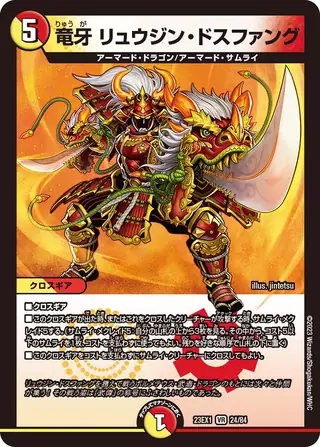 5
りゅう が
竜牙 リュウジン・ドスファング
アーマード・ドラゴン/アーマード・サムライ
illus. jintetsu
クロスギア
■クロスギア
■このクロスギアが出た時、またはこれをクロスしたクリーチャーが攻撃する時、サムライ・メク
レイド5する。(サムライ・メクレイド5:自分の山札の上から3枚を見る。その中から、コスト5以
下のサムライ1枚を、コストを支払わずに使ってもよい。残りを好きな順序で山札の下に置く)
■このクロスギアを、コストを支払わずにサムライ・クリーチャーにクロスしてもよい。
23EX1 VR 24/84
©2023 Wizards/Shogakukan/WHC
1